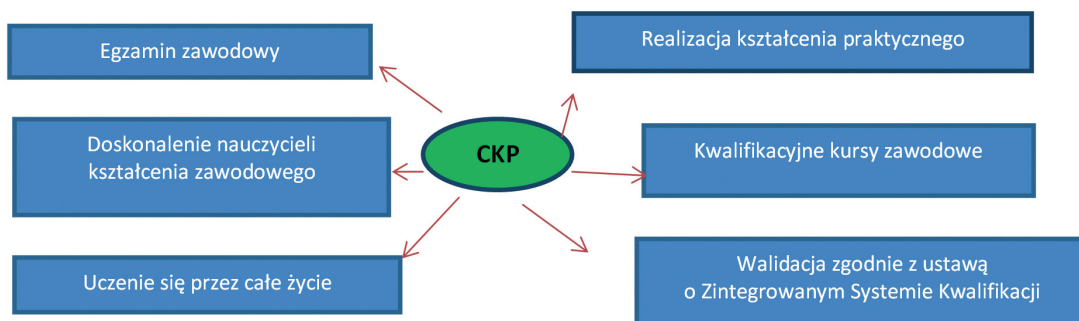 Egzamin zawodowy
Realizacja kształcenia praktycznego
Doskonalenie nauczycieli
kształcenia zawodowego
CKP
Kwalifikacyjne kursy zawodowe
Uczenie się przez całe życie
Walidacja zgodnie z ustawą
o Zintegrowanym Systemie Kwalifikacji